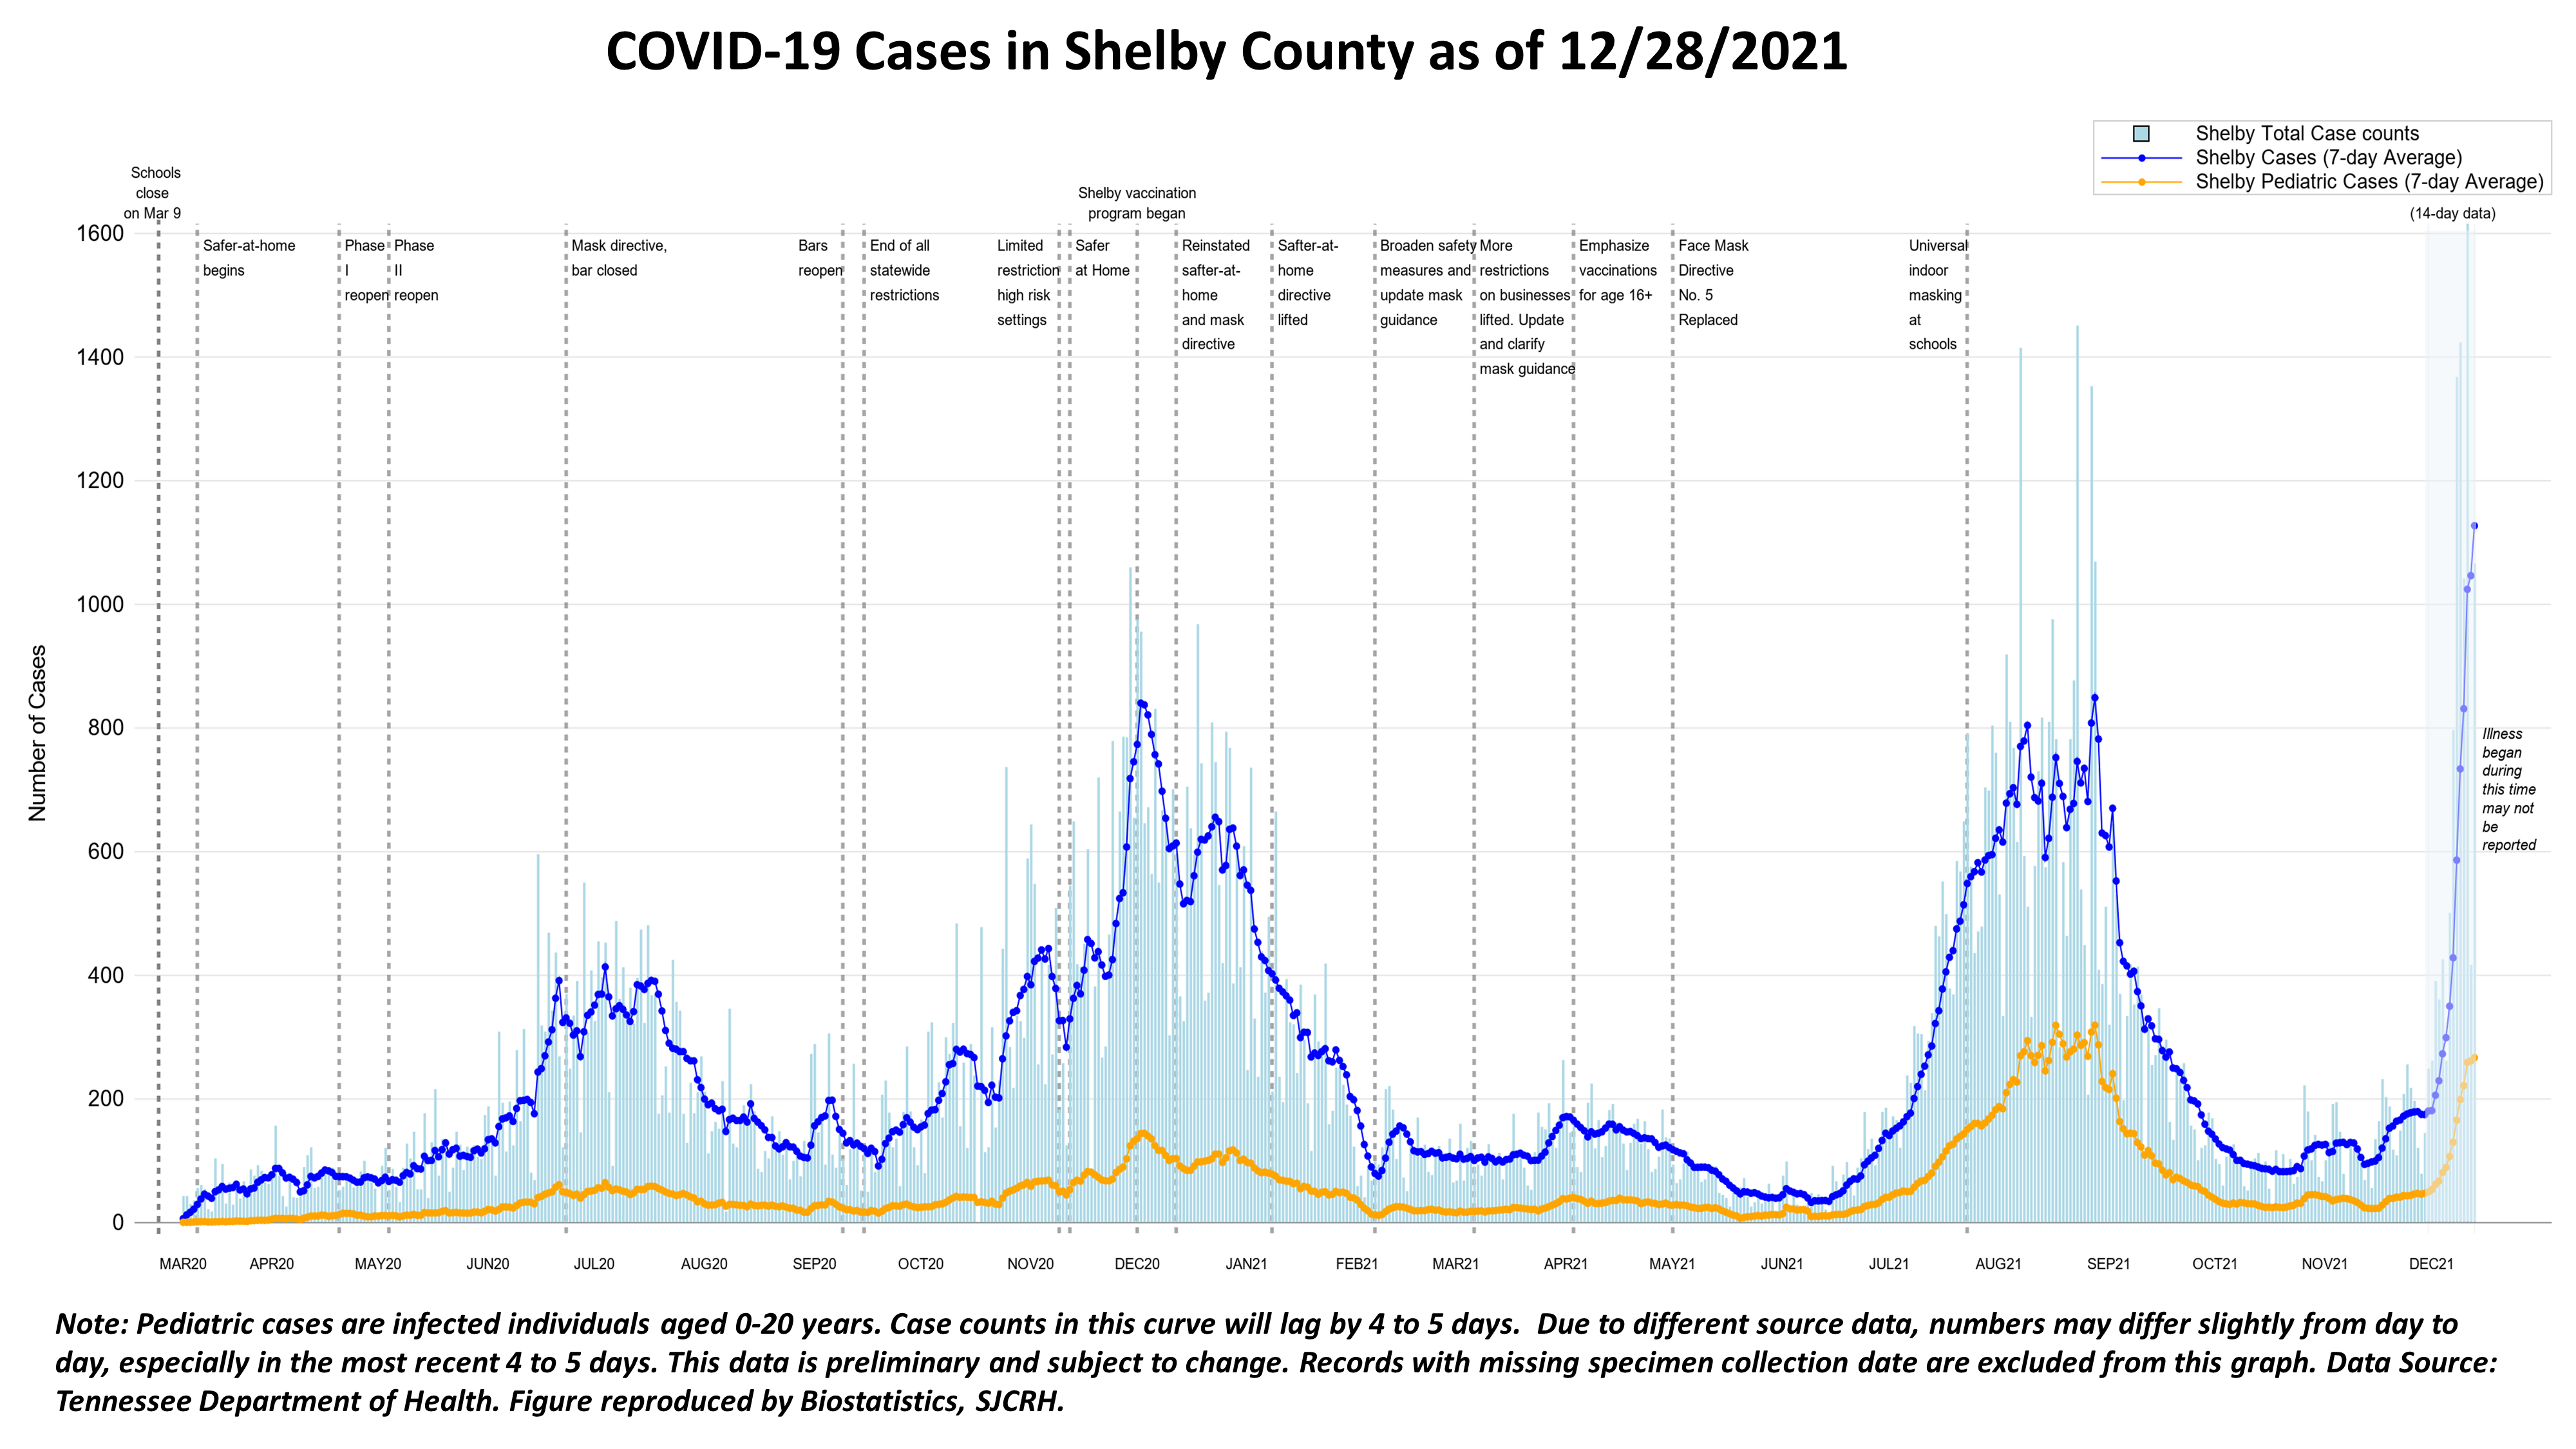 COVID-19 Cases in Shelby County as of 12/28/2021
Shelby Total Case counts
Shelby Cases (7-day Average)
Shelby Pediatric Cases (7-day Average)
(14-day data)
Schools
close
on Mar 9
Shelby vaccination
program began
Safer-at-home
begins
Phase
I
reopen
Phase
II
reopen
Mask directive,
bar closed
Bars
reopen
End of all
statewide
restrictions
Limited
restriction
high risk
settings
Safer
at Home
Reinstated
safter-at-
home
and mask
directive
Safter-at-
home
directive
lifted
Broaden safety
measures and
update mask
guidance
More
restrictions
on businesses
lifted. Update
and clarify
mask guidance
Emphasize
vaccinations
for age 16+
Face Mask
Directive
No. 5
Replaced
Universal
indoor
masking
at
schools
Illness
began
during
this time
may not
be
reported
Number of Cases
1600
1400
1200
1000
800
600
400
200
0
MAR20 APR20 MAY20 JUN20 JUL20 AUG20 SEP20 OCT20 NOV20 DEC20 JAN21 FEB21 MAR21 APR21 MAY21 JUN21 JUL21 AUG21 SEP21 OCT21 NOV21 DEC21
Note: Pediatric cases are infected individuals aged 0-20 years. Case counts in this curve will lag by 4 to 5 days.  Due to different source data, numbers may differ slightly from day to
day, especially in the most recent 4 to 5 days. This data is preliminary and subject to change. Records with missing specimen collection date are excluded from this graph. Data Source:
Tennessee Department of Health. Figure reproduced by Biostatistics, SJCRH.